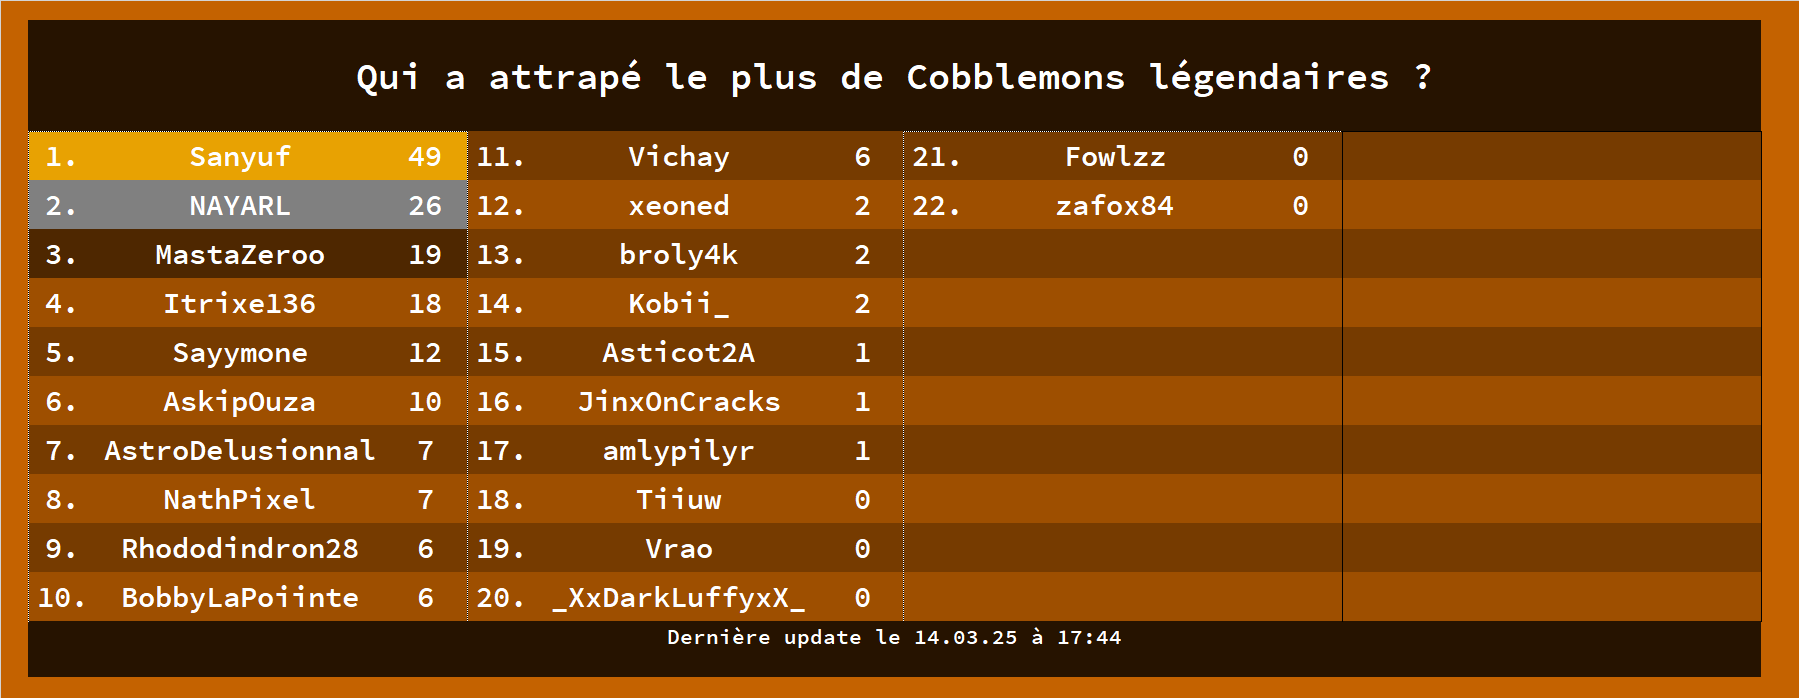 Qui a attrapé le plus de Cobblemons légendaires ?
1. Sanyuf 49
2. NAYARL 26
3. MastaZeroo 19
4. Itrixe136 18
5. Sayymone 12
6. AskipOuza 10
7. AstroDelusionnal 7
8. NathPixel 7
9. Rhododindron28 6
10. BobbyLaPoiinte 6
11. Vichay 6
12. xeoned 2
13. broly4k 2
14. Kobii_ 2
15. Asticot2A 1
16. JinxOnCracks 1
17. amlypilyr 1
18. Tiiuw 0
19. Vrao 0
20. _XxDarkLuffyxX_ 0
21. Fowlzz 0
22. zafox84 0
Dernière update le 14.03.25 à 17:44